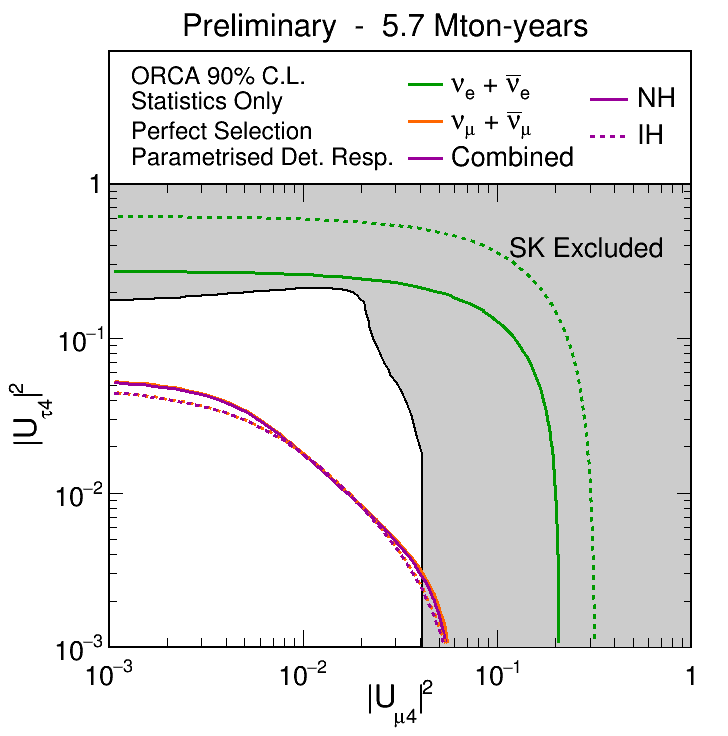 Preliminary - 5.7 Mton-years
ORCA 90% C.L.
Statistics Only
Perfect Selection
Parametrised Det. Resp.
νe + ν̅e
νμ + ν̅μ
Combined
NH
IH
SK Excluded
1
10⁻¹
10⁻²
10⁻³
|Uτ4|²
10⁻³
10⁻²
10⁻¹
1
|Uμ4|²